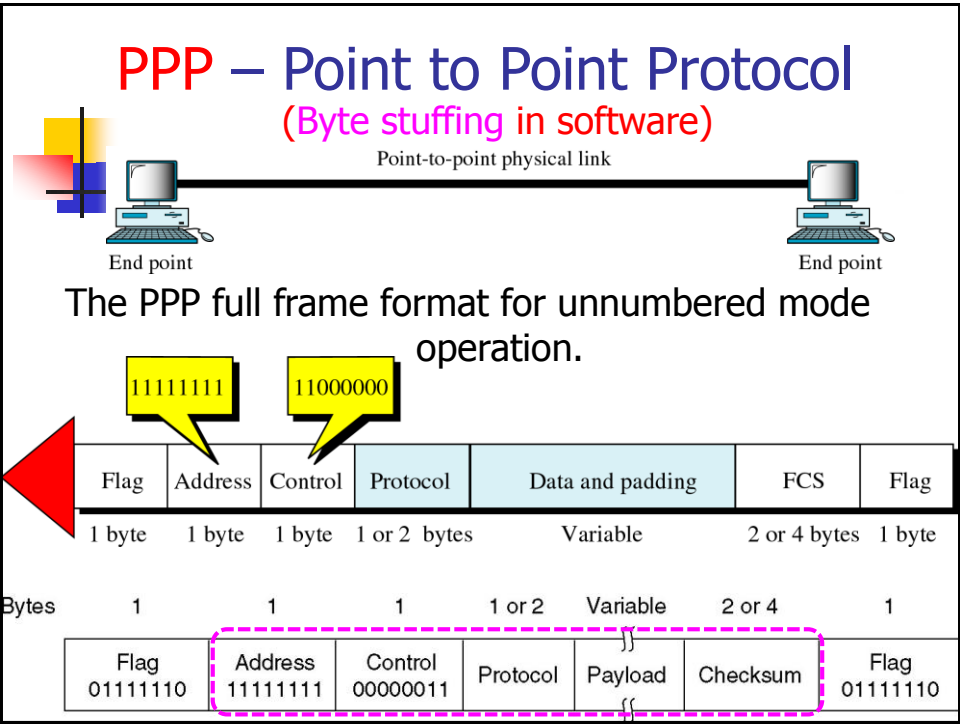 PPP – Point to Point Protocol
(Byte stuffing in software)
Point-to-point physical link
End point End point
The PPP full frame format for unnumbered mode
operation.
11111111 11000000
Flag Address Control Protocol Data and padding FCS Flag
1 byte 1 byte 1 byte 1 or 2 bytes Variable 2 or 4 bytes 1 byte
Bytes 1 1 1 1 or 2 Variable 2 or 4 1
Flag Address Control Protocol Payload Checksum Flag
01111110 11111111 00000011 01111110